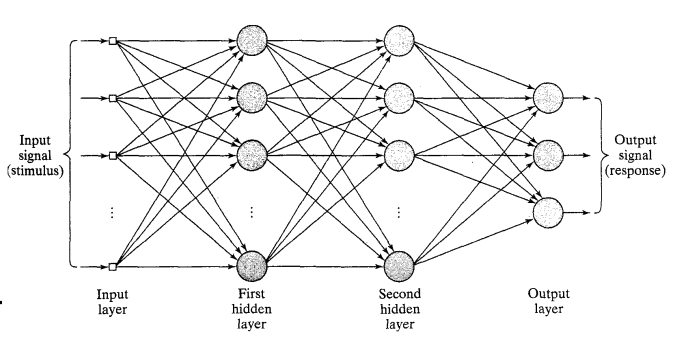 Input
signal
(stimulus)
Output
signal
(response)
Input
layer
First
hidden
layer
Second
hidden
layer
Output
layer